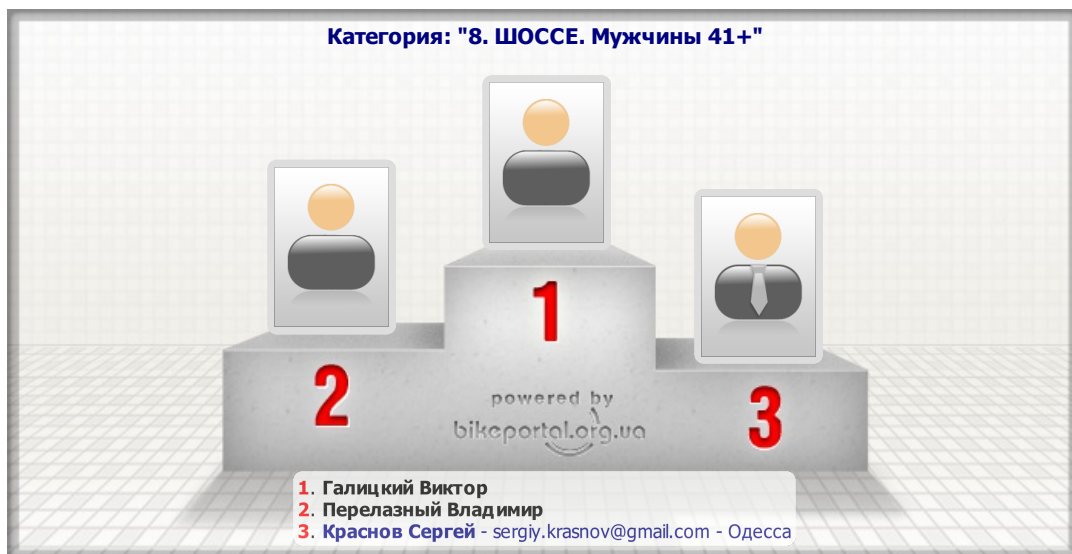 Категория: "8. ШОССЕ. Мужчины 41+"
1
2
3
powered by
bikeportal.org.ua
1. Галицкий Виктор
2. Перелазный Владимир
3. Краснов Сергей - sergiy.krasnov@gmail.com - Одесса